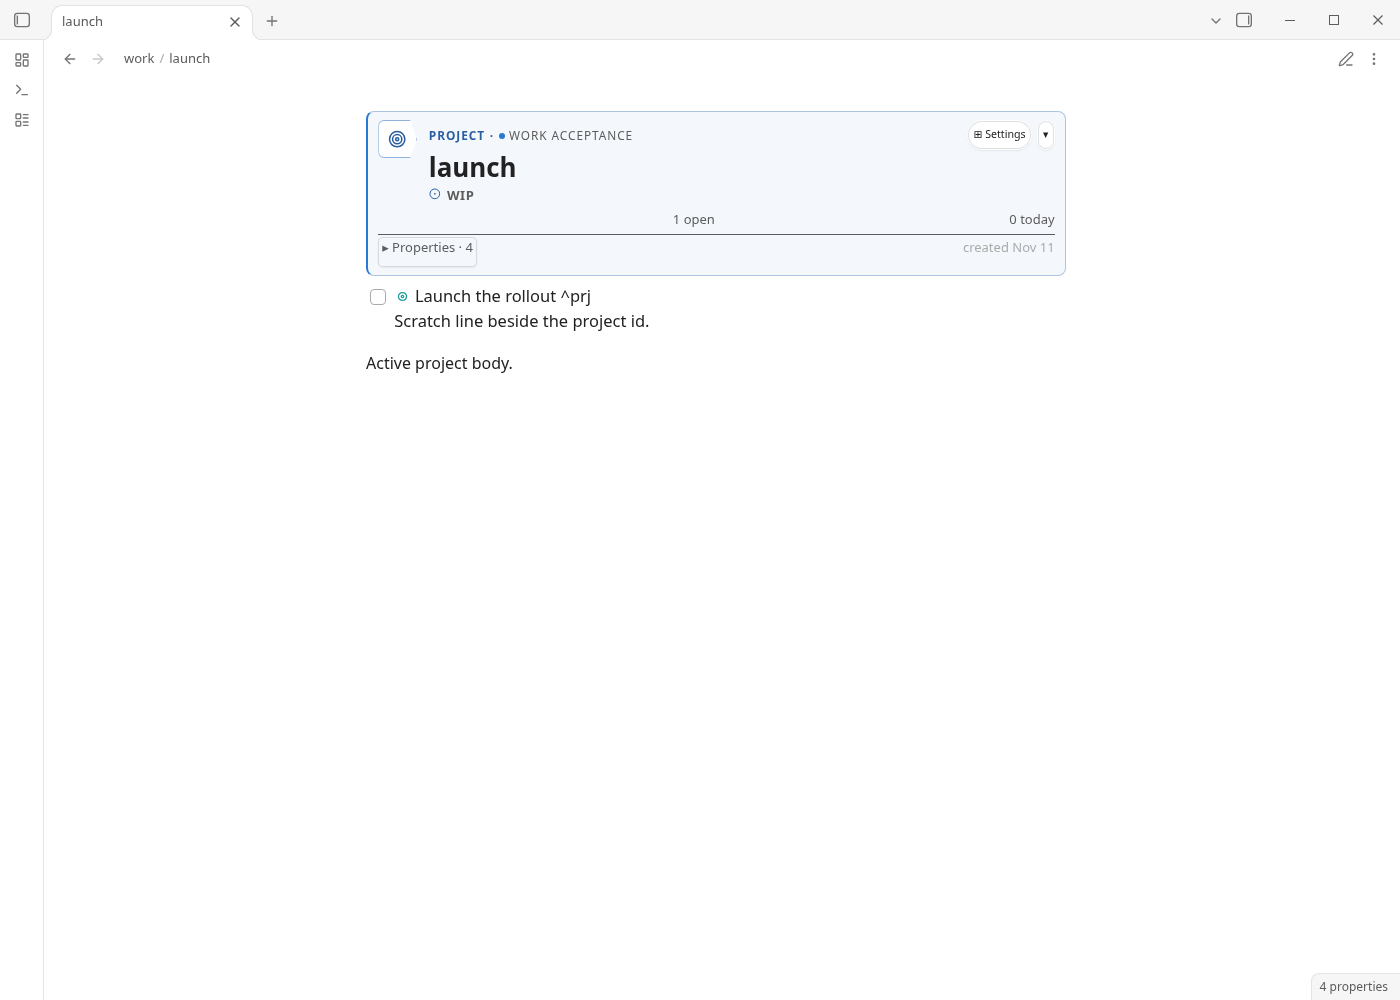 launch
work / launch
PROJECT · WORK ACCEPTANCE
Settings
launch
WIP
1 open
0 today
Properties · 4
created Nov 11
Launch the rollout ^prj
Scratch line beside the project id.
Active project body.
4 properties